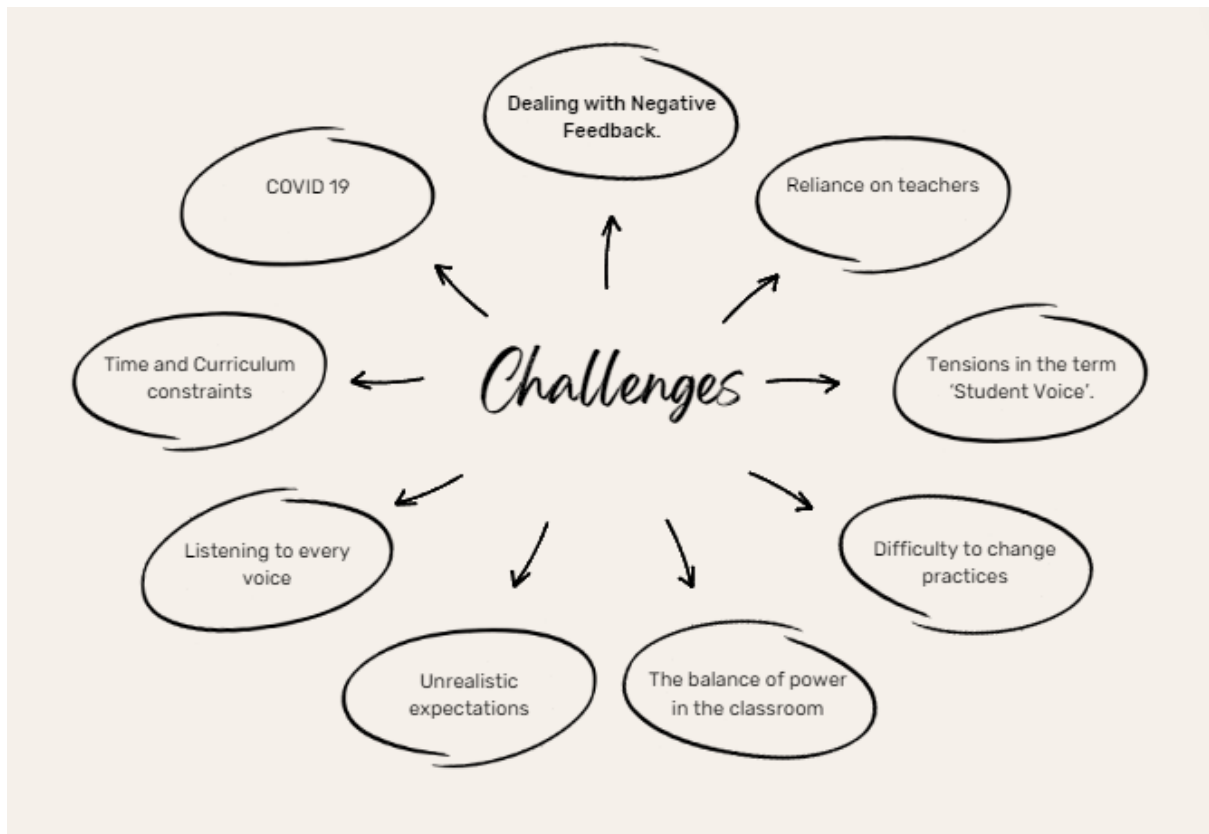 Dealing with Negative
Feedback.
COVID 19
Reliance on teachers
Time and Curriculum
constraints
Challenges
Tensions in the term
‘Student Voice’.
Listening to every
voice
Difficulty to change
practices
Unrealistic
expectations
The balance of power
in the classroom